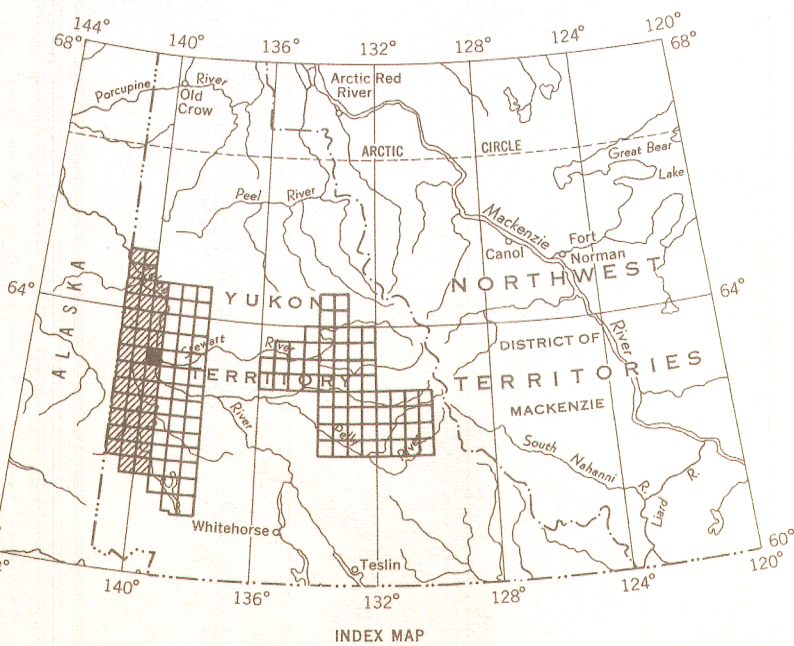 144°
120°
68°
140°
136°
132°
128°
124°
68°
Porcupine River
Old
Crow
Arctic Red
River
ARCTIC CIRCLE
Great Bear
Lake
Peel River
Mackenzie
Fort
Norman
Canol
64°
ALASKA
YUKON
NORTHWEST
64°
Stewart River
River
DISTRICT OF
TERRITORY
TERRITORIES
MACKENZIE
River
Pelly
River
South Nahanni R.
Liard R.
Whitehorse
Teslin
60°
140°
136°
132°
128°
124°
120°
INDEX MAP